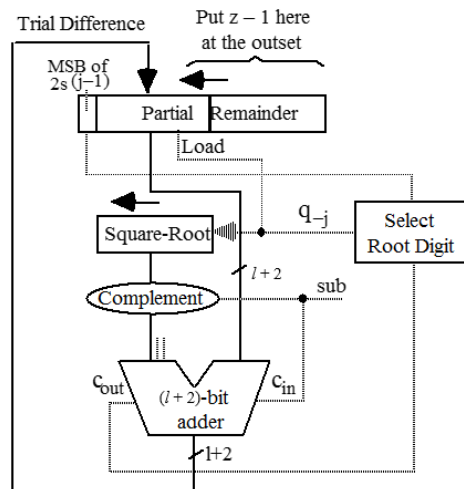 Trial Difference
Put z – 1 here
at the outset
MSB of
2s (j–1)
Partial Remainder
Load
q–j
Select
Root Digit
Square-Root
l + 2
sub
Complement
cout
cin
(l + 2)-bit
adder
l+2